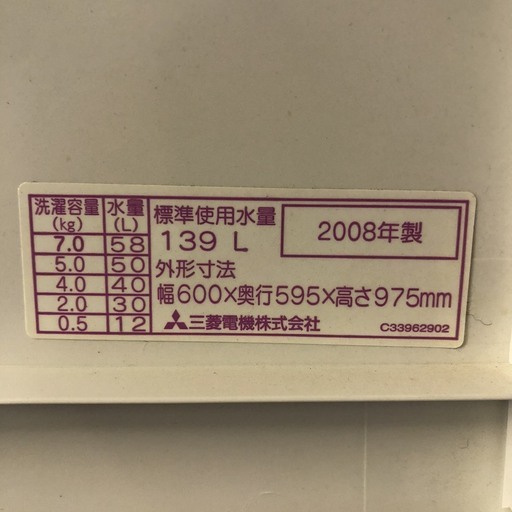 洗濯容量 水量
(kg) (L)
7.0 58
5.0 50
4.0 40
2.0 30
0.5 12
標準使用水量
139 L
2008年製
外形寸法
幅600×奥行595×高さ975mm
三菱電機株式会社
C33962902